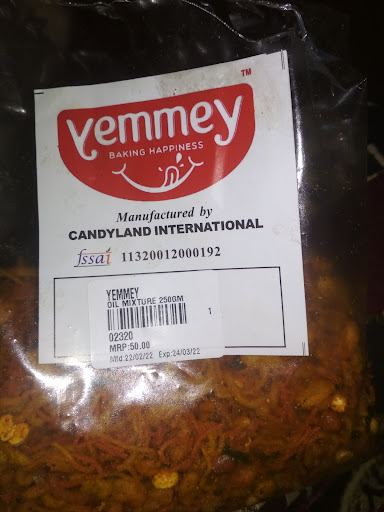 TM
Yemmey
BAKING HAPPINESS
Manufactured by
CANDYLAND INTERNATIONAL
fssai 11320012000192
YEMMEY
OIL MIXTURE 250GM
1
02320
MRP:50.00
Mfd:22/02/22 Exp:24/03/22